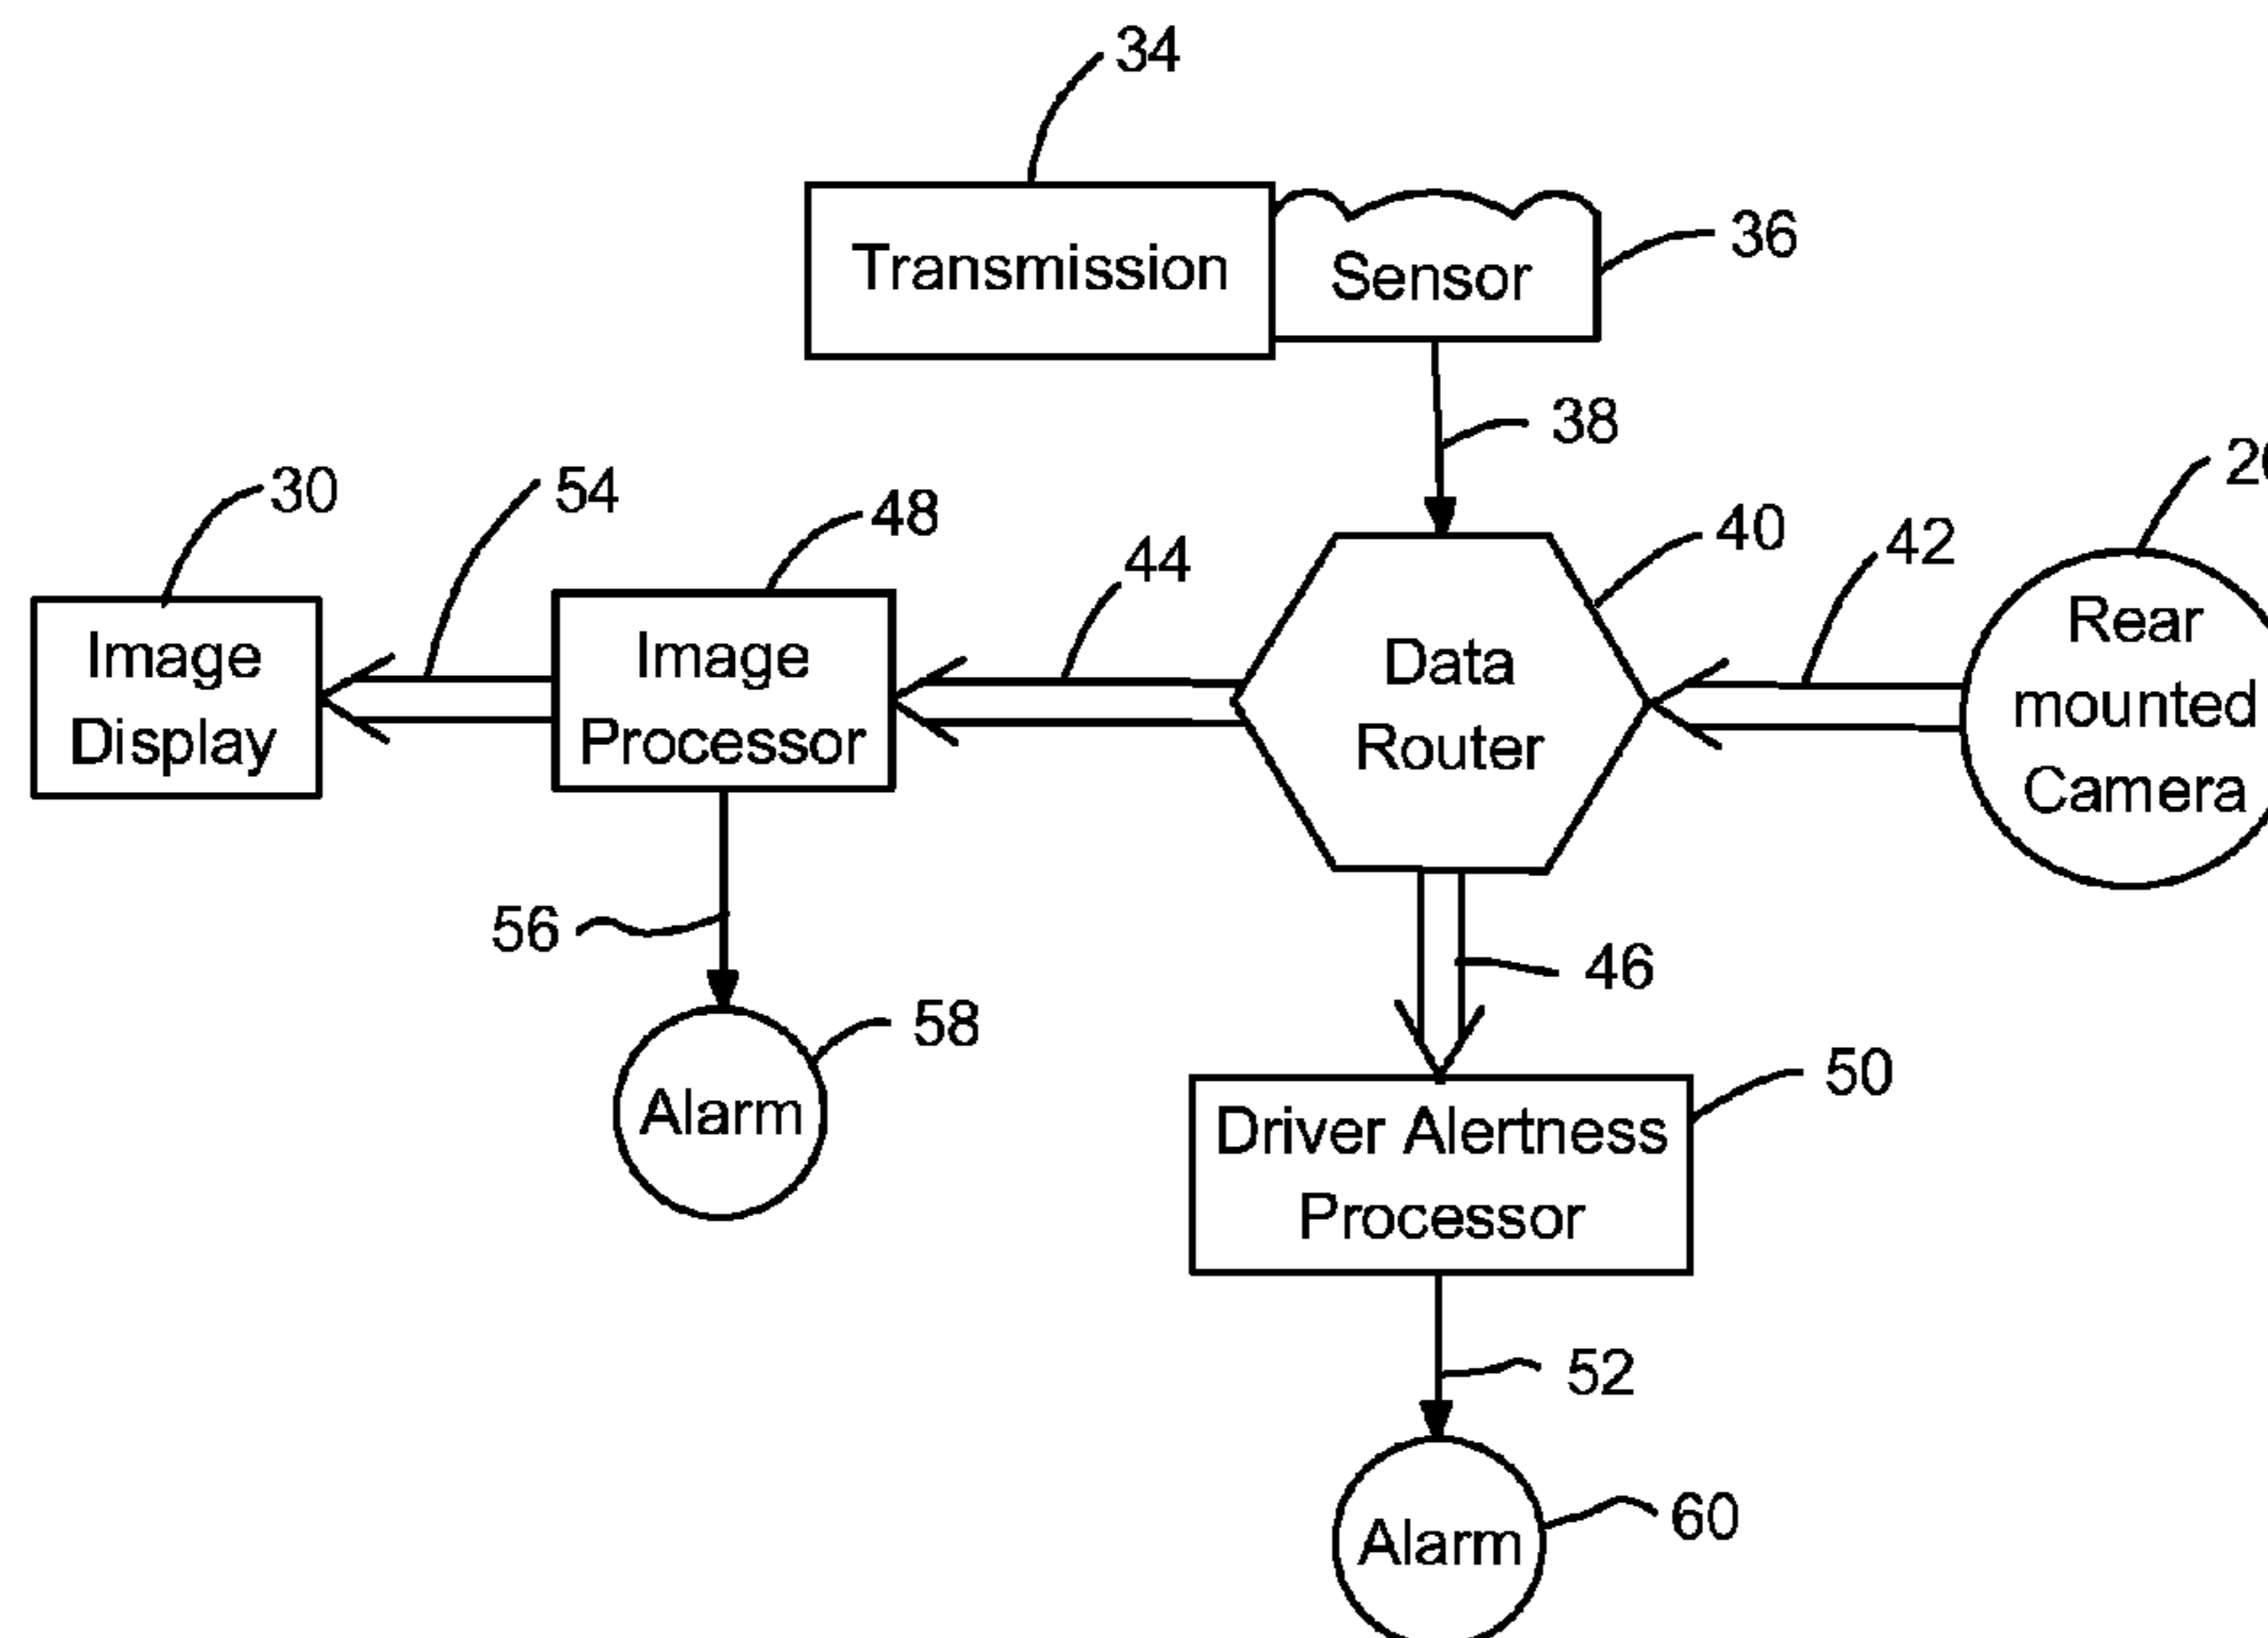 34
Transmission
Sensor
36
38
30
54
48
44
40
42
Image
Display
Image
Processor
Data
Router
Rear
mounted
Camera
56
46
58
Alarm
50
Driver Alertness
Processor
52
60
Alarm